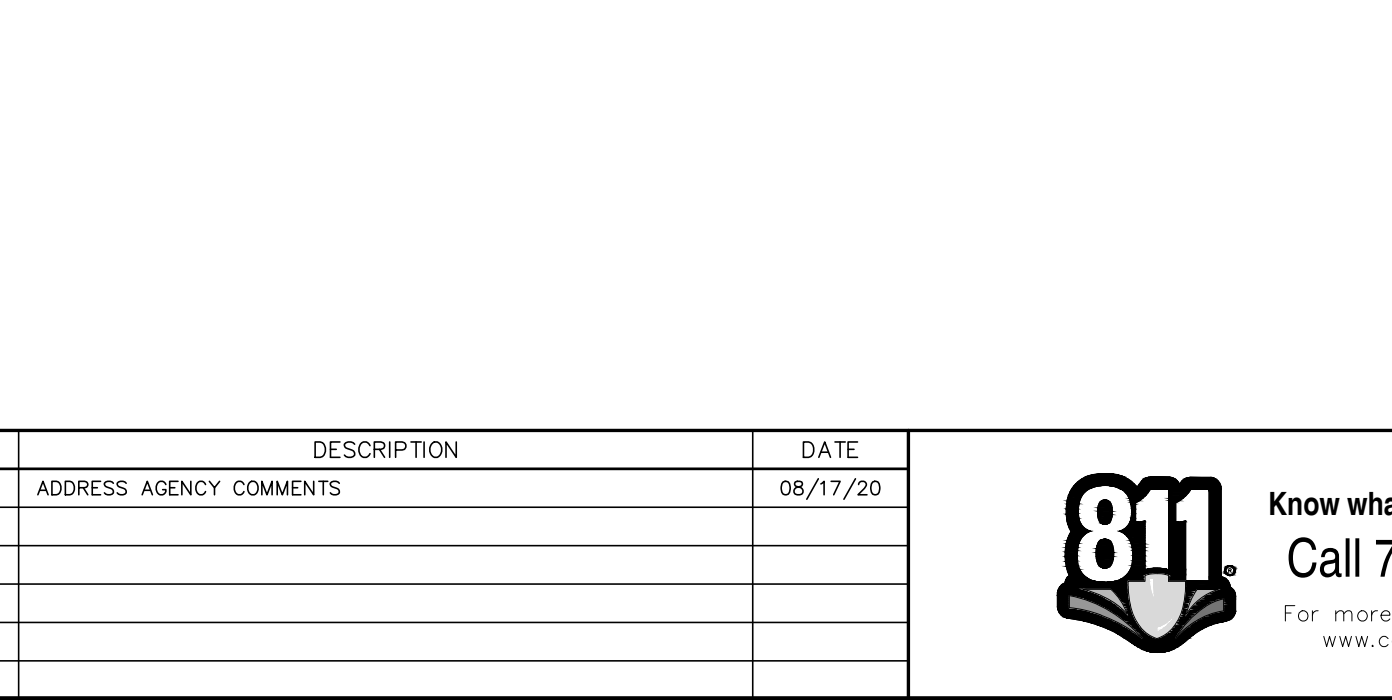 DESCRIPTION DATE
ADDRESS AGENCY COMMENTS 08/17/20
811
®
Know wha
Call 7
For more
www.c